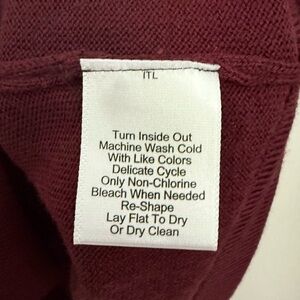 ITL
Turn Inside Out
Machine Wash Cold
With Like Colors
Delicate Cycle
Only Non-Chlorine
Bleach When Needed
Re-Shape
Lay Flat To Dry
Or Dry Clean